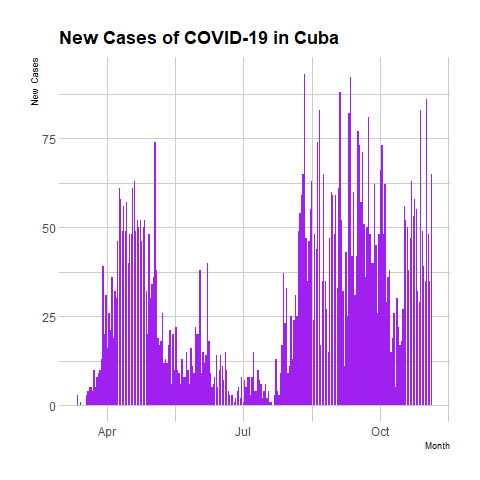 New Cases of COVID-19 in Cuba
New Cases
75
50
25
0
Apr
Jul
Oct
Month